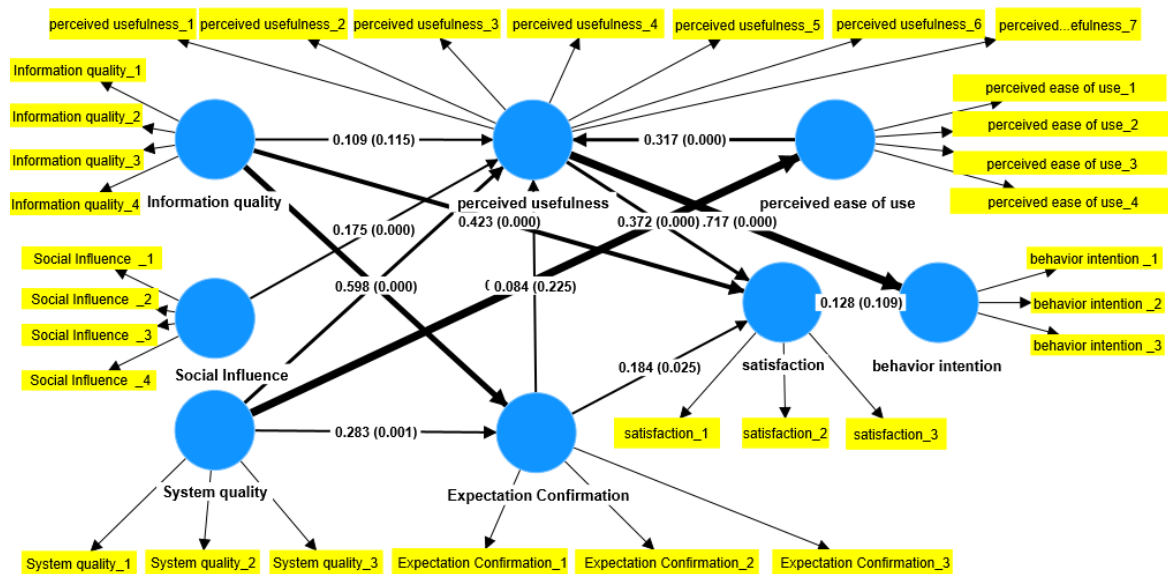 perceived usefulness_1
perceived usefulness_2
perceived usefulness_3
perceived usefulness_4
perceived usefulness_5
perceived usefulness_6
perceived...efulness_7
Information quality_1
Information quality_2
Information quality_3
Information quality_4
perceived ease of use_1
perceived ease of use_2
perceived ease of use_3
perceived ease of use_4
0.109 (0.115)
0.317 (0.000)
Information quality
perceived usefulness
perceived ease of use
0.175 (0.000)
0.423 (0.000)
0.372 (0.000)
.717 (0.000)
Social Influence _1
Social Influence _2
Social Influence _3
Social Influence _4
behavior intention _1
behavior intention _2
behavior intention _3
0.598 (0.000)
0.084 (0.225)
0.128 (0.109)
Social Influence
0.184 (0.025)
satisfaction
behavior intention
satisfaction_1
satisfaction_2
satisfaction_3
0.283 (0.001)
System quality
Expectation Confirmation
System quality_1
System quality_2
System quality_3
Expectation Confirmation_1
Expectation Confirmation_2
Expectation Confirmation_3